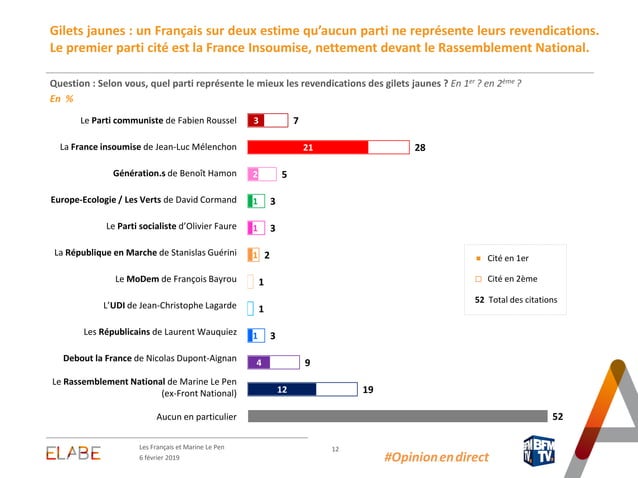 Gilets jaunes : un Français sur deux estime qu’aucun parti ne représente leurs revendications.
Le premier parti cité est la France Insoumise, nettement devant le Rassemblement National.
Question : Selon vous, quel parti représente le mieux les revendications des gilets jaunes ? En 1er ? en 2ème ?
En %
Le Parti communiste de Fabien Roussel 3 7
La France insoumise de Jean-Luc Mélenchon 21 28
Génération.s de Benoît Hamon 2 5
Europe-Ecologie / Les Verts de David Cormand 1 3
Le Parti socialiste d’Olivier Faure 1 3
La République en Marche de Stanislas Guérini 1 2
Le MoDem de François Bayrou 1
L’UDI de Jean-Christophe Lagarde 1
Les Républicains de Laurent Wauquiez 1 3
Debout la France de Nicolas Dupont-Aignan 4 9
Le Rassemblement National de Marine Le Pen
(ex-Front National) 12 19
Aucun en particulier 52
Cité en 1er
Cité en 2ème
52 Total des citations
ELABE
Les Français et Marine Le Pen
6 février 2019
12
#Opinionendirect
BFM
TV.